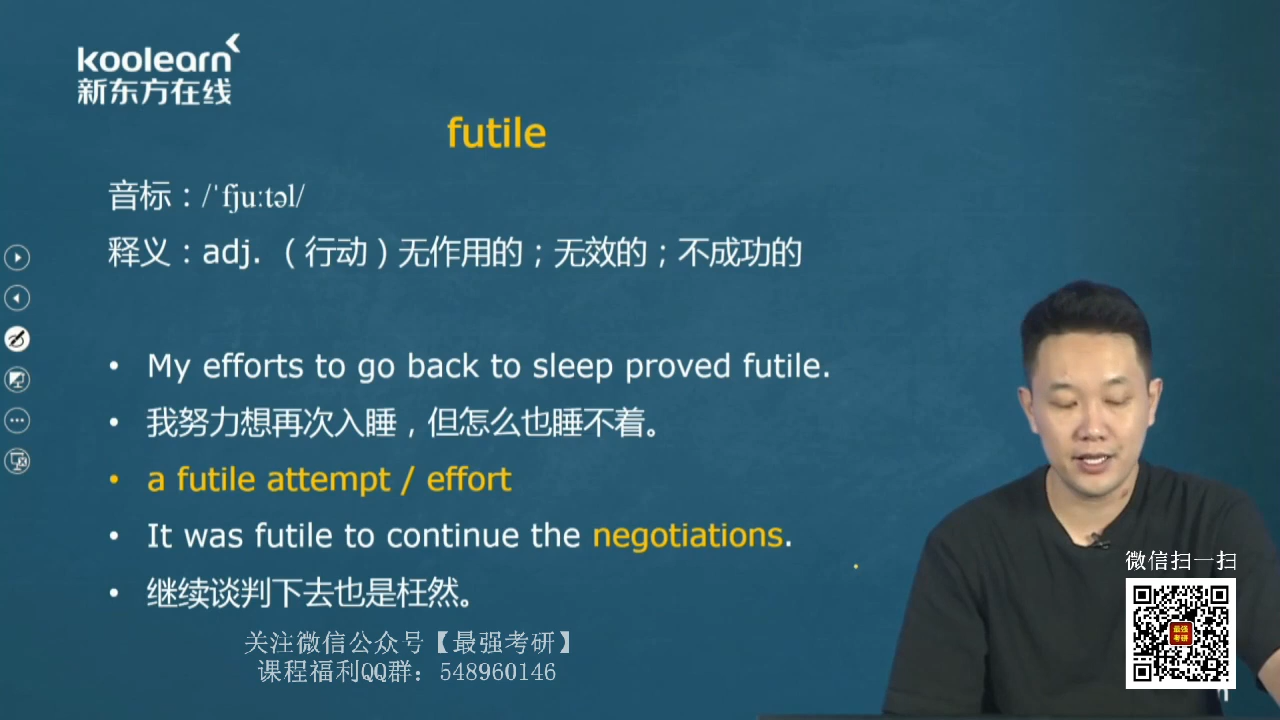 koolearn
新东方在线
futile
音标：/ˈfjuːtəl/
释义：adj. （行动）无作用的；无效的；不成功的
• My efforts to go back to sleep proved futile.
• 我努力想再次入睡，但怎么也睡不着。
• a futile attempt / effort
• It was futile to continue the negotiations.
• 继续谈判下去也是枉然。
关注微信公众号【最强考研】
课程福利QQ群：548960146
微信扫一扫
最强
考研